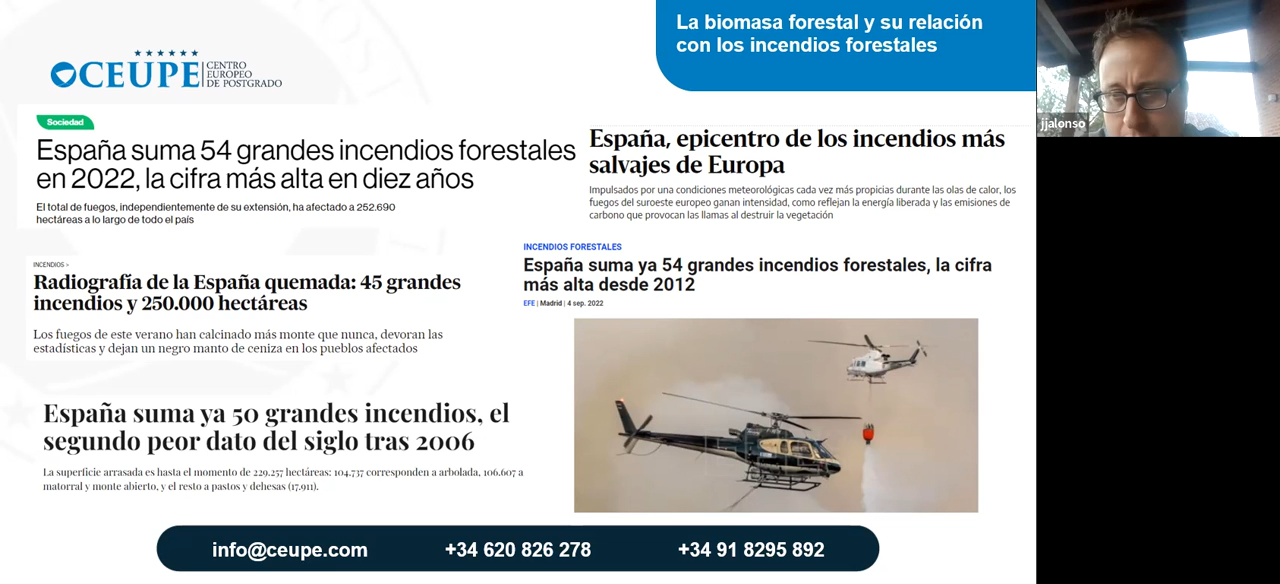 La biomasa forestal y su relación
con los incendios forestales
CEUPE
CENTRO
EUROPEO
DE POSTGRADO
jjalonso
Sociedad
España suma 54 grandes incendios forestales
en 2022, la cifra más alta en diez años
El total de fuegos, independientemente de su extensión, ha afectado a 252.690
hectáreas a lo largo de todo el país
España, epicentro de los incendios más
salvajes de Europa
Impulsados por una condiciones meteorológicas cada vez más propicias durante las olas de calor, los
fuegos del suroeste europeo ganan intensidad, como reflejan la energía liberada y las emisiones de
carbono que provocan las llamas al destruir la vegetación
INCENDIOS >
Radiografía de la España quemada: 45 grandes
incendios y 250.000 hectáreas
Los fuegos de este verano han calcinado más monte que nunca, devoran las
estadísticas y dejan un negro manto de ceniza en los pueblos afectados
INCENDIOS FORESTALES
España suma ya 54 grandes incendios forestales, la cifra
más alta desde 2012
EFE | Madrid | 4 sep. 2022
España suma ya 50 grandes incendios, el
segundo peor dato del siglo tras 2006
La superficie arrasada es hasta el momento de 229.257 hectáreas: 104.737 corresponden a arbolada, 106.607 a
matorral y monte abierto, y el resto a pastos y dehesas (17.911).
info@ceupe.com +34 620 826 278 +34 91 8295 892